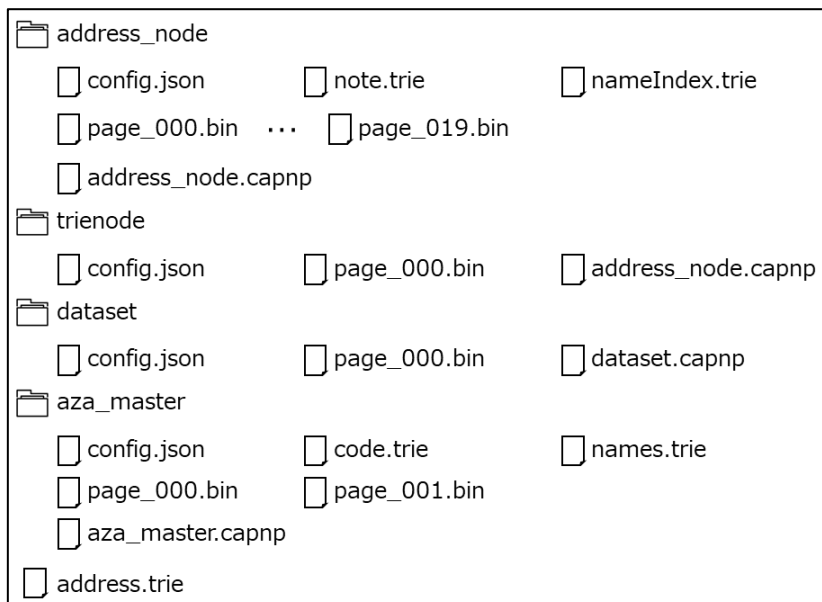 address_node
config.json note.trie nameIndex.trie
page_000.bin ··· page_019.bin
address_node.capnp
trienode
config.json page_000.bin address_node.capnp
dataset
config.json page_000.bin dataset.capnp
aza_master
config.json code.trie names.trie
page_000.bin page_001.bin
aza_master.capnp
address.trie